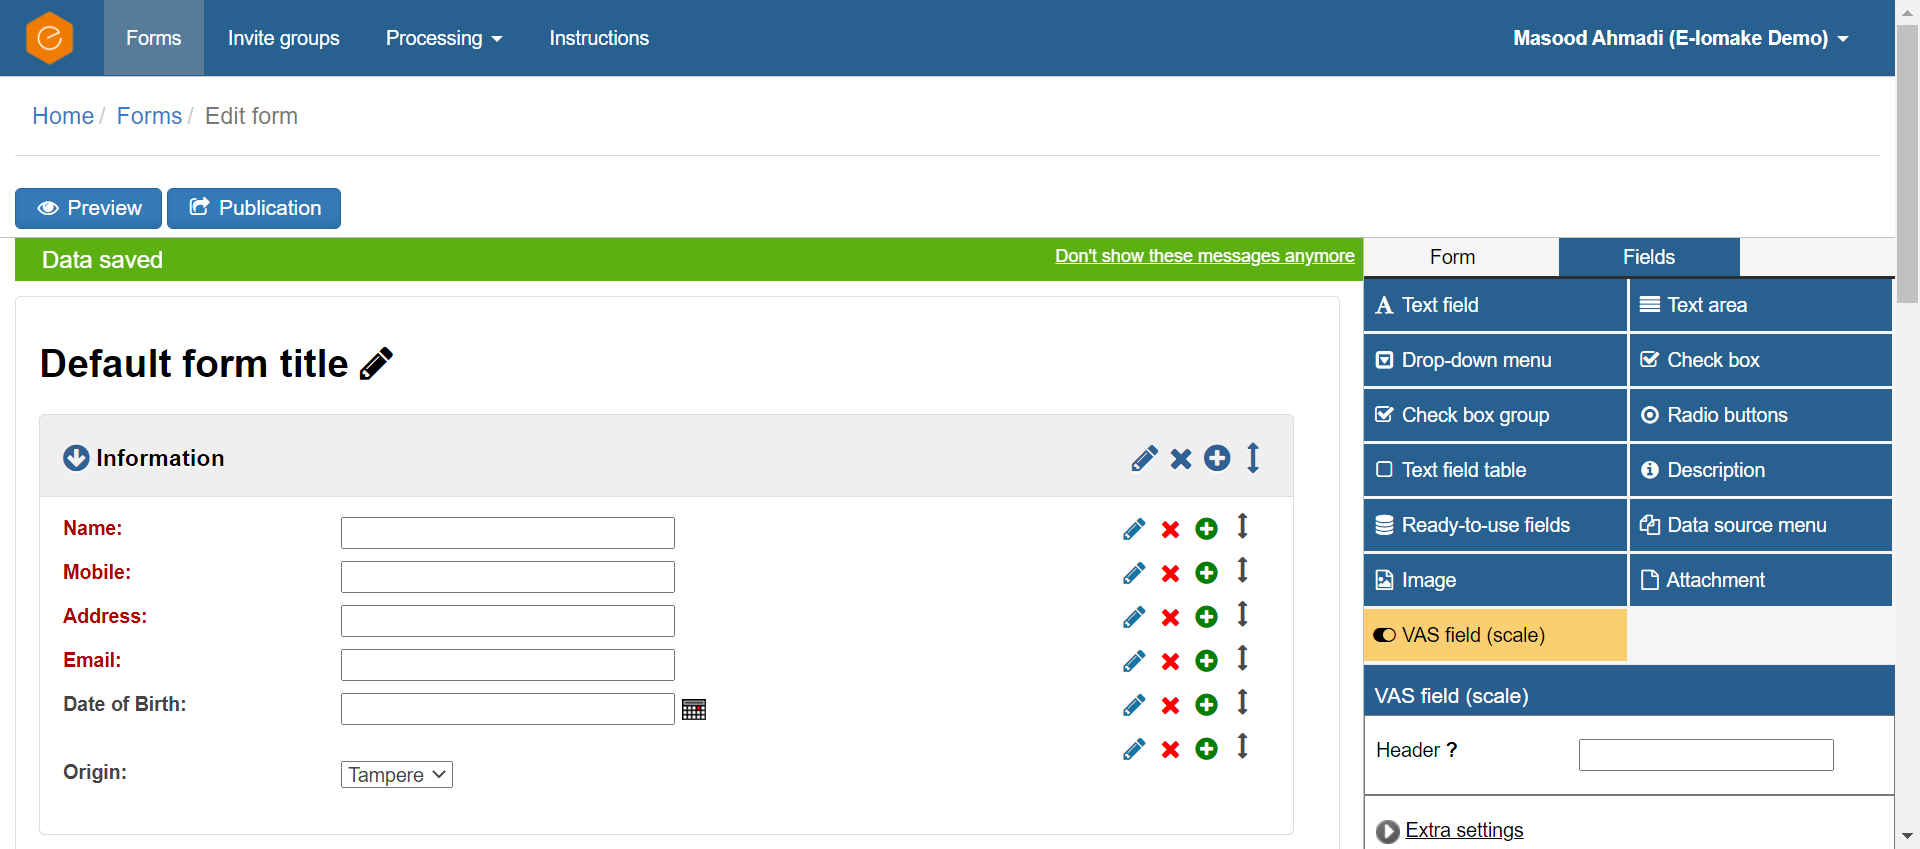 Forms
Invite groups
Processing
Instructions
Masood Ahmadi (E-lomake Demo)
Home / Forms / Edit form
Preview
Publication
Data saved
Don't show these messages anymore
Form
Fields
Default form title
Information
Name:
Mobile:
Address:
Email:
Date of Birth:
Origin:
Tampere
Text field
Text area
Drop-down menu
Check box
Check box group
Radio buttons
Text field table
Description
Ready-to-use fields
Data source menu
Image
Attachment
VAS field (scale)
VAS field (scale)
Header ?
Extra settings